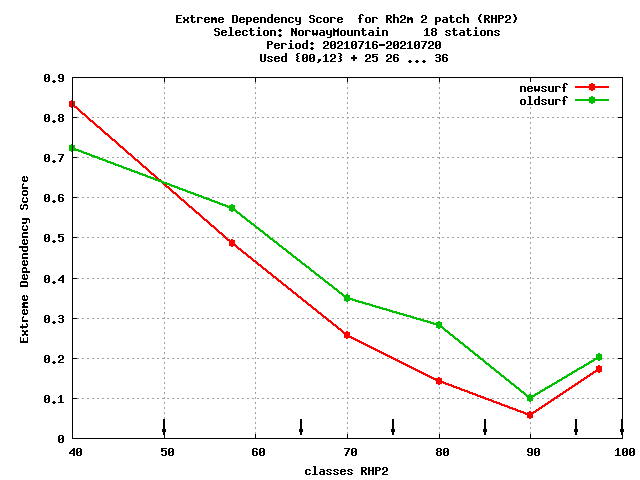 Extreme Dependency Score  for Rh2m 2 patch (RHP2)
Selection: NorwayMountain     18 stations
Period: 20210716-20210720
Used {00,12} + 25 26 ... 36
newsurf
oldsurf
Extreme Dependency Score
0.9
0.8
0.7
0.6
0.5
0.4
0.3
0.2
0.1
0
40 50 60 70 80 90 100
classes RHP2